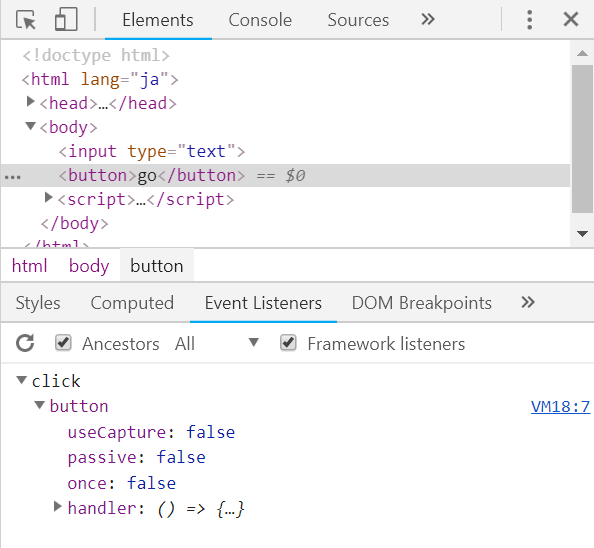 Elements Console Sources »
<!doctype html>
<html lang="ja">
<head>…</head>
<body>
<input type="text">
<button>go</button> == $0
<script>…</script>
</body>
</html>
html body button
Styles Computed Event Listeners DOM Breakpoints »
Ancestors All Framework listeners
click
button VM18:7
useCapture: false
passive: false
once: false
handler: () => {…}